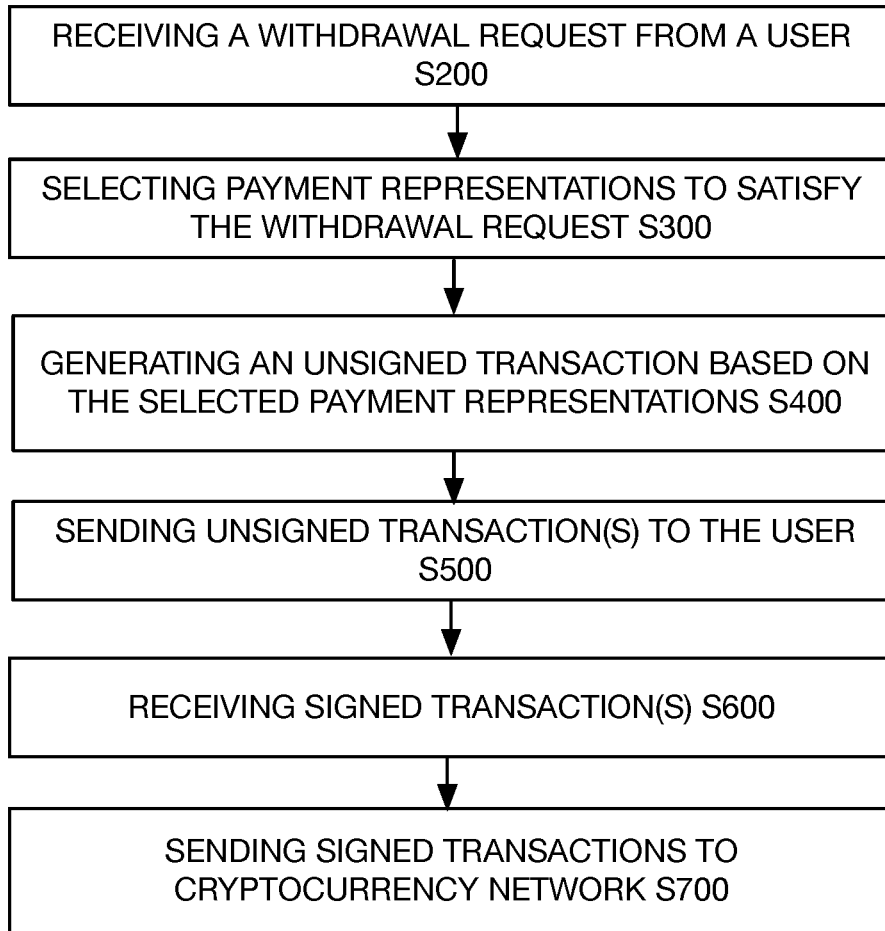 RECEIVING A WITHDRAWAL REQUEST FROM A USER
S200
SELECTING PAYMENT REPRESENTATIONS TO SATISFY
THE WITHDRAWAL REQUEST S300
GENERATING AN UNSIGNED TRANSACTION BASED ON
THE SELECTED PAYMENT REPRESENTATIONS S400
SENDING UNSIGNED TRANSACTION(S) TO THE USER
S500
RECEIVING SIGNED TRANSACTION(S) S600
SENDING SIGNED TRANSACTIONS TO
CRYPTOCURRENCY NETWORK S700